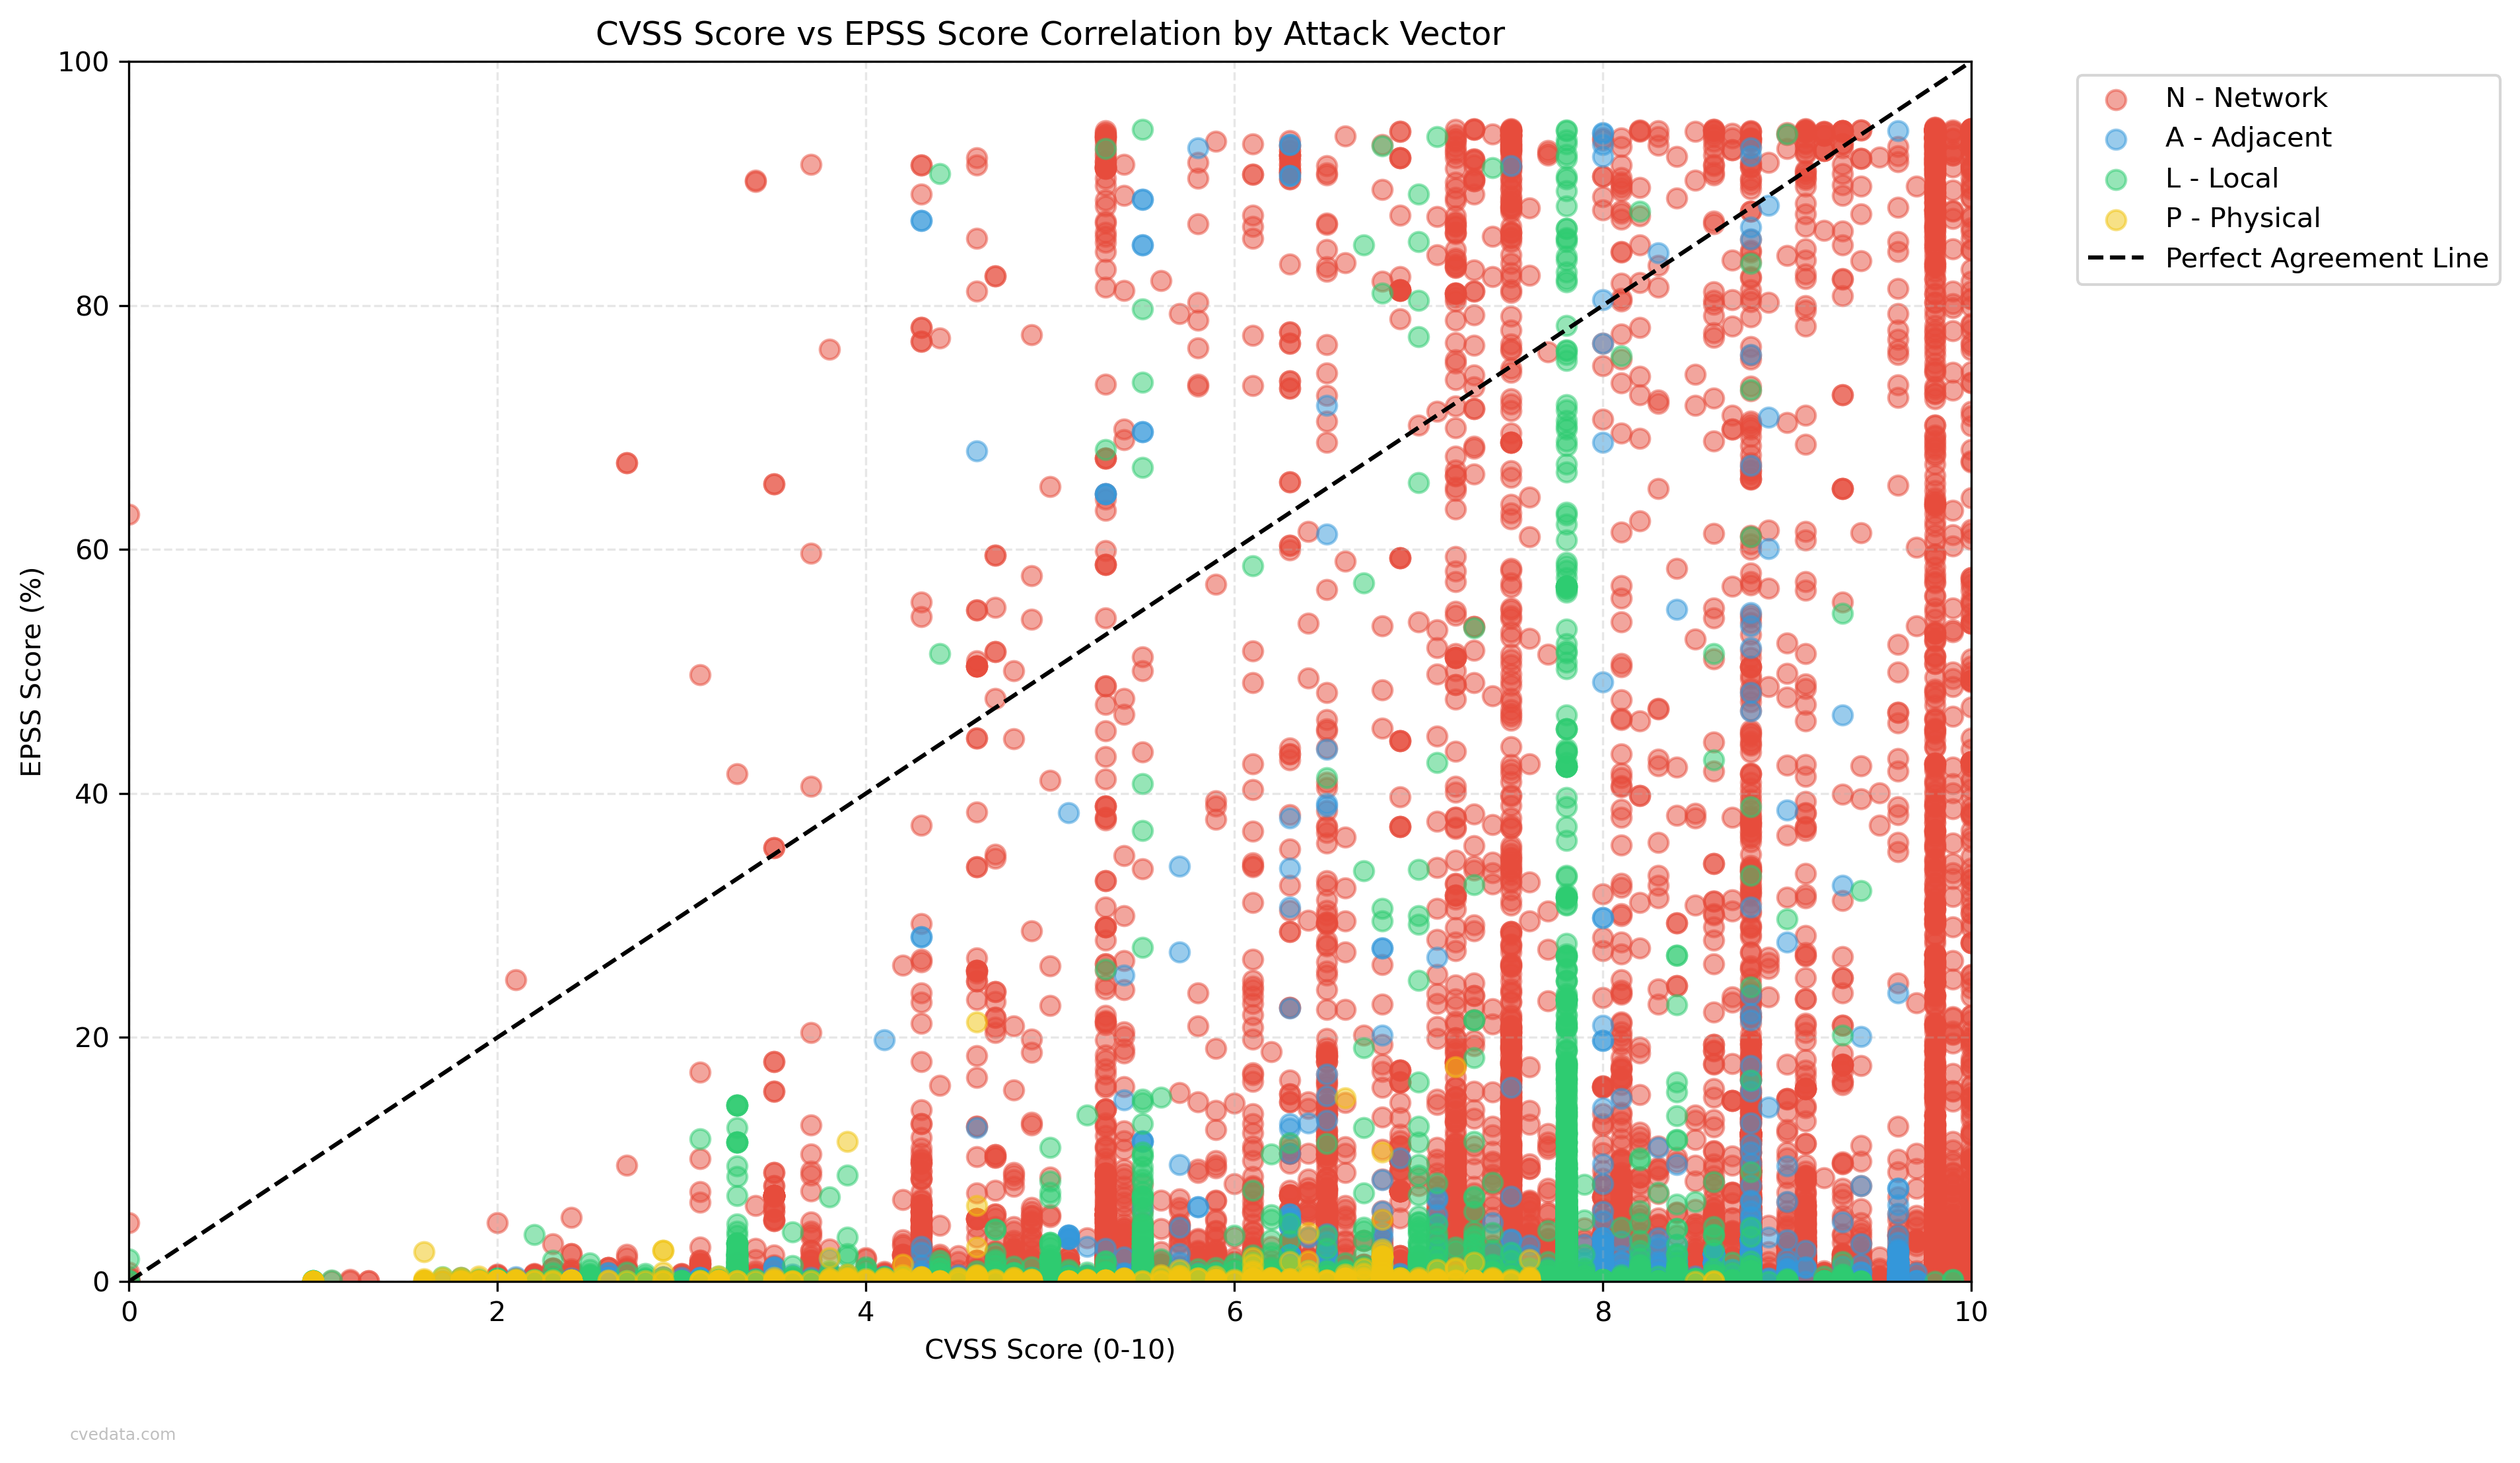 CVSS Score vs EPSS Score Correlation by Attack Vector
100
80
60
40
20
0
EPSS Score (%)
0 2 4 6 8 10
CVSS Score (0-10)
N - Network
A - Adjacent
L - Local
P - Physical
Perfect Agreement Line
cvedata.com